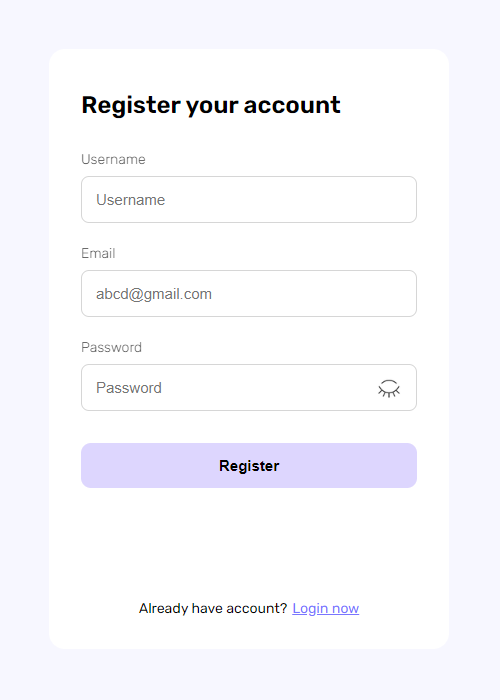 Register your account
Username
Username
Email
abcd@gmail.com
Password
Password
Register
Already have account? Login now